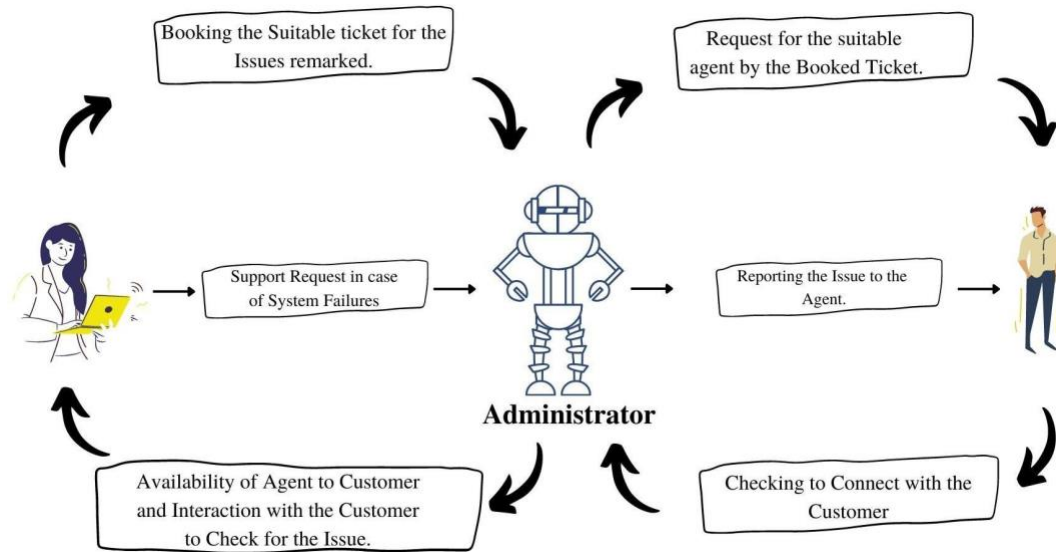 Booking the Suitable ticket for the
Issues remarked.
Request for the suitable
agent by the Booked Ticket.
Support Request in case
of System Failures
Reporting the Issue to the
Agent.
Administrator
Availability of Agent to Customer
and Interaction with the Customer
to Check for the Issue.
Checking to Connect with the
Customer